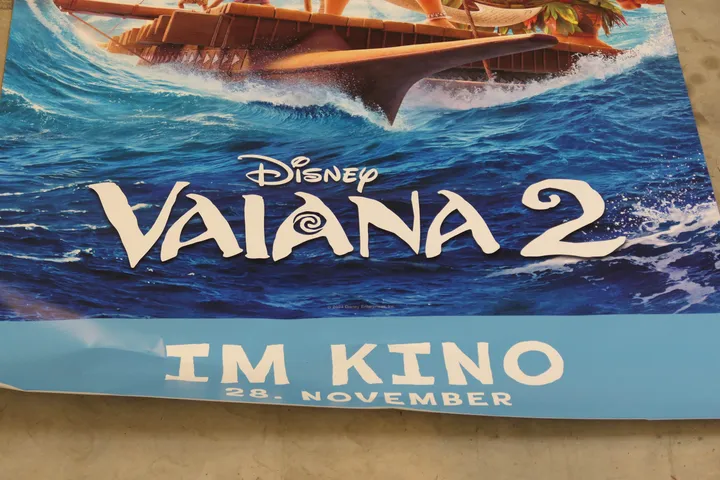 Disney
VAIANA 2
IM KINO
28. NOVEMBER